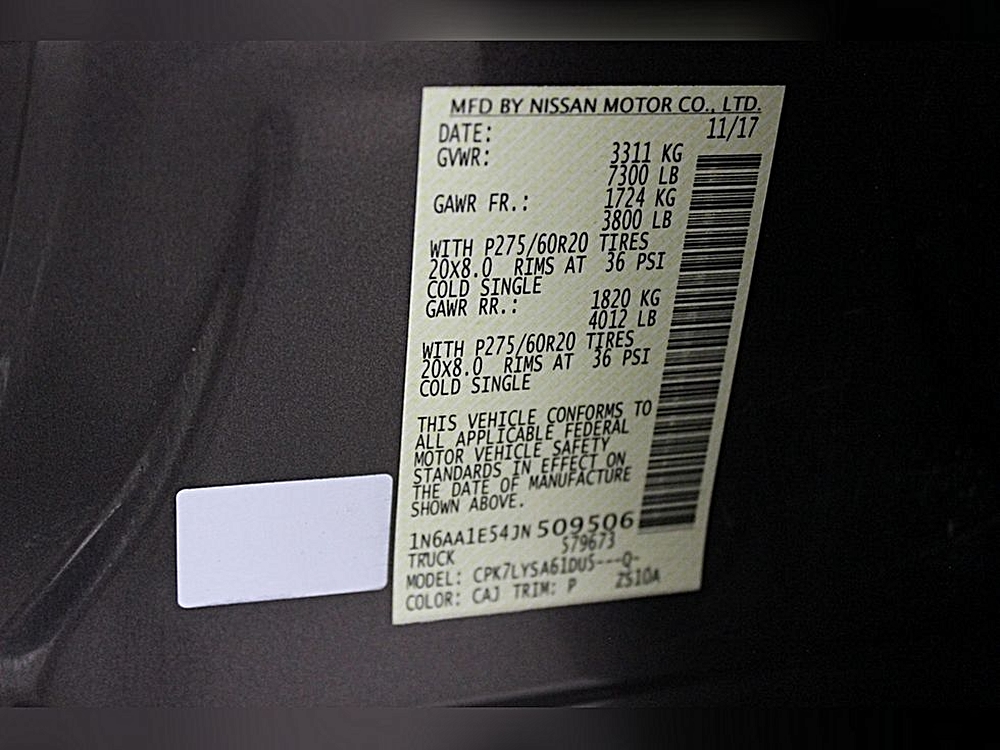 MFD BY NISSAN MOTOR CO., LTD.
DATE: 11/17
GVWR: 3311 KG
7300 LB
GAWR FR.: 1724 KG
3800 LB
WITH P275/60R20 TIRES
20x8.0 RIMS AT 36 PSI
COLD SINGLE
GAWR RR.: 1820 KG
4012 LB
WITH P275/60R20 TIRES
20x8.0 RIMS AT 36 PSI
COLD SINGLE
THIS VEHICLE CONFORMS TO
ALL APPLICABLE FEDERAL
MOTOR VEHICLE SAFETY
STANDARDS IN EFFECT ON
THE DATE OF MANUFACTURE
SHOWN ABOVE.
1N6AA1E54JN509506
TRUCK S79673
MODEL: CPK7LYSA61DUS---Q-
COLOR: CAJ TRIM: P ZS10A